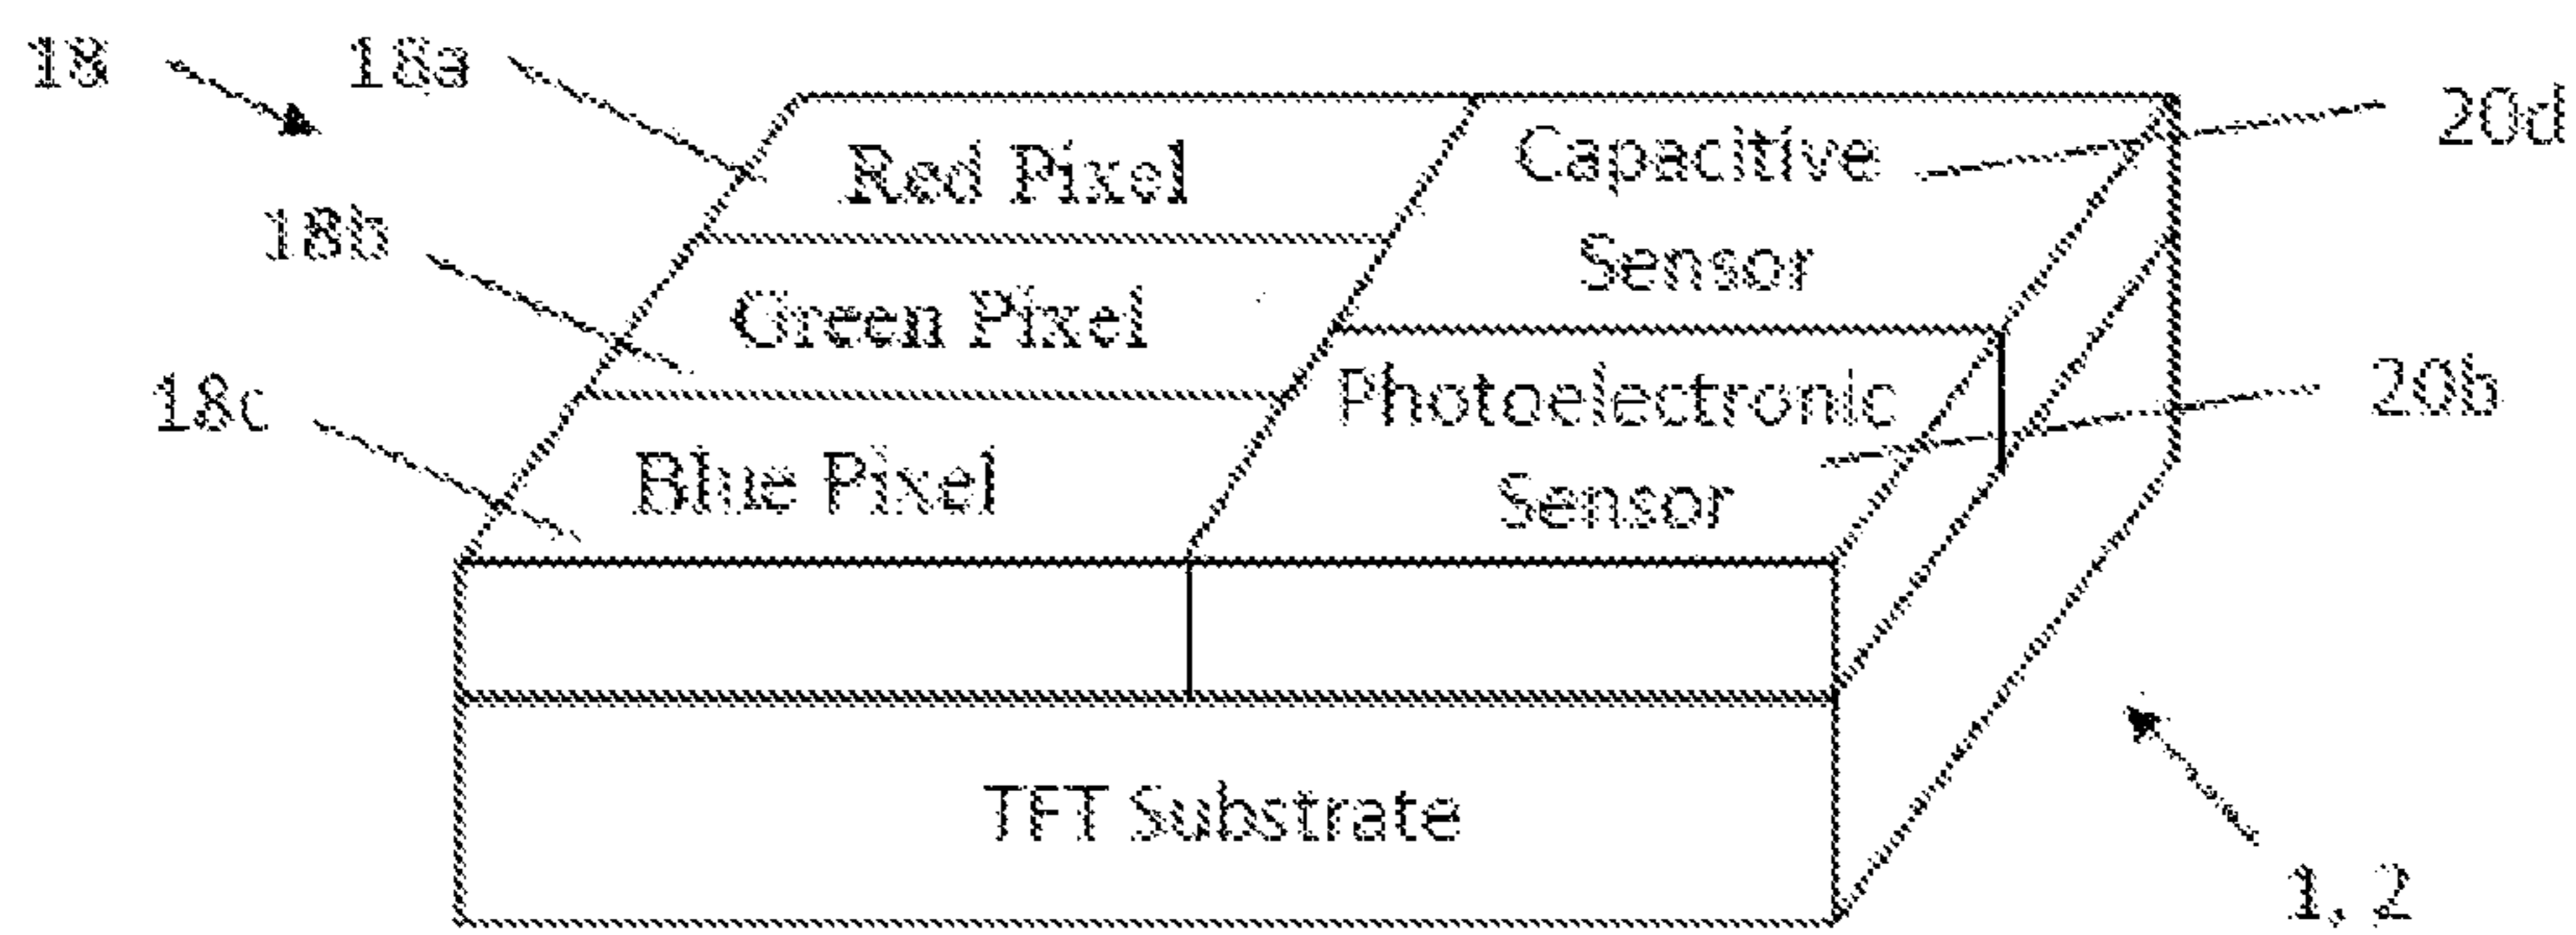 18
18a
Red Pixel
Capacitive
Sensor
20d
18b
Green Pixel
18c
Photoelectronic
Sensor
20b
Blue Pixel
TFT Substrate
1, 2